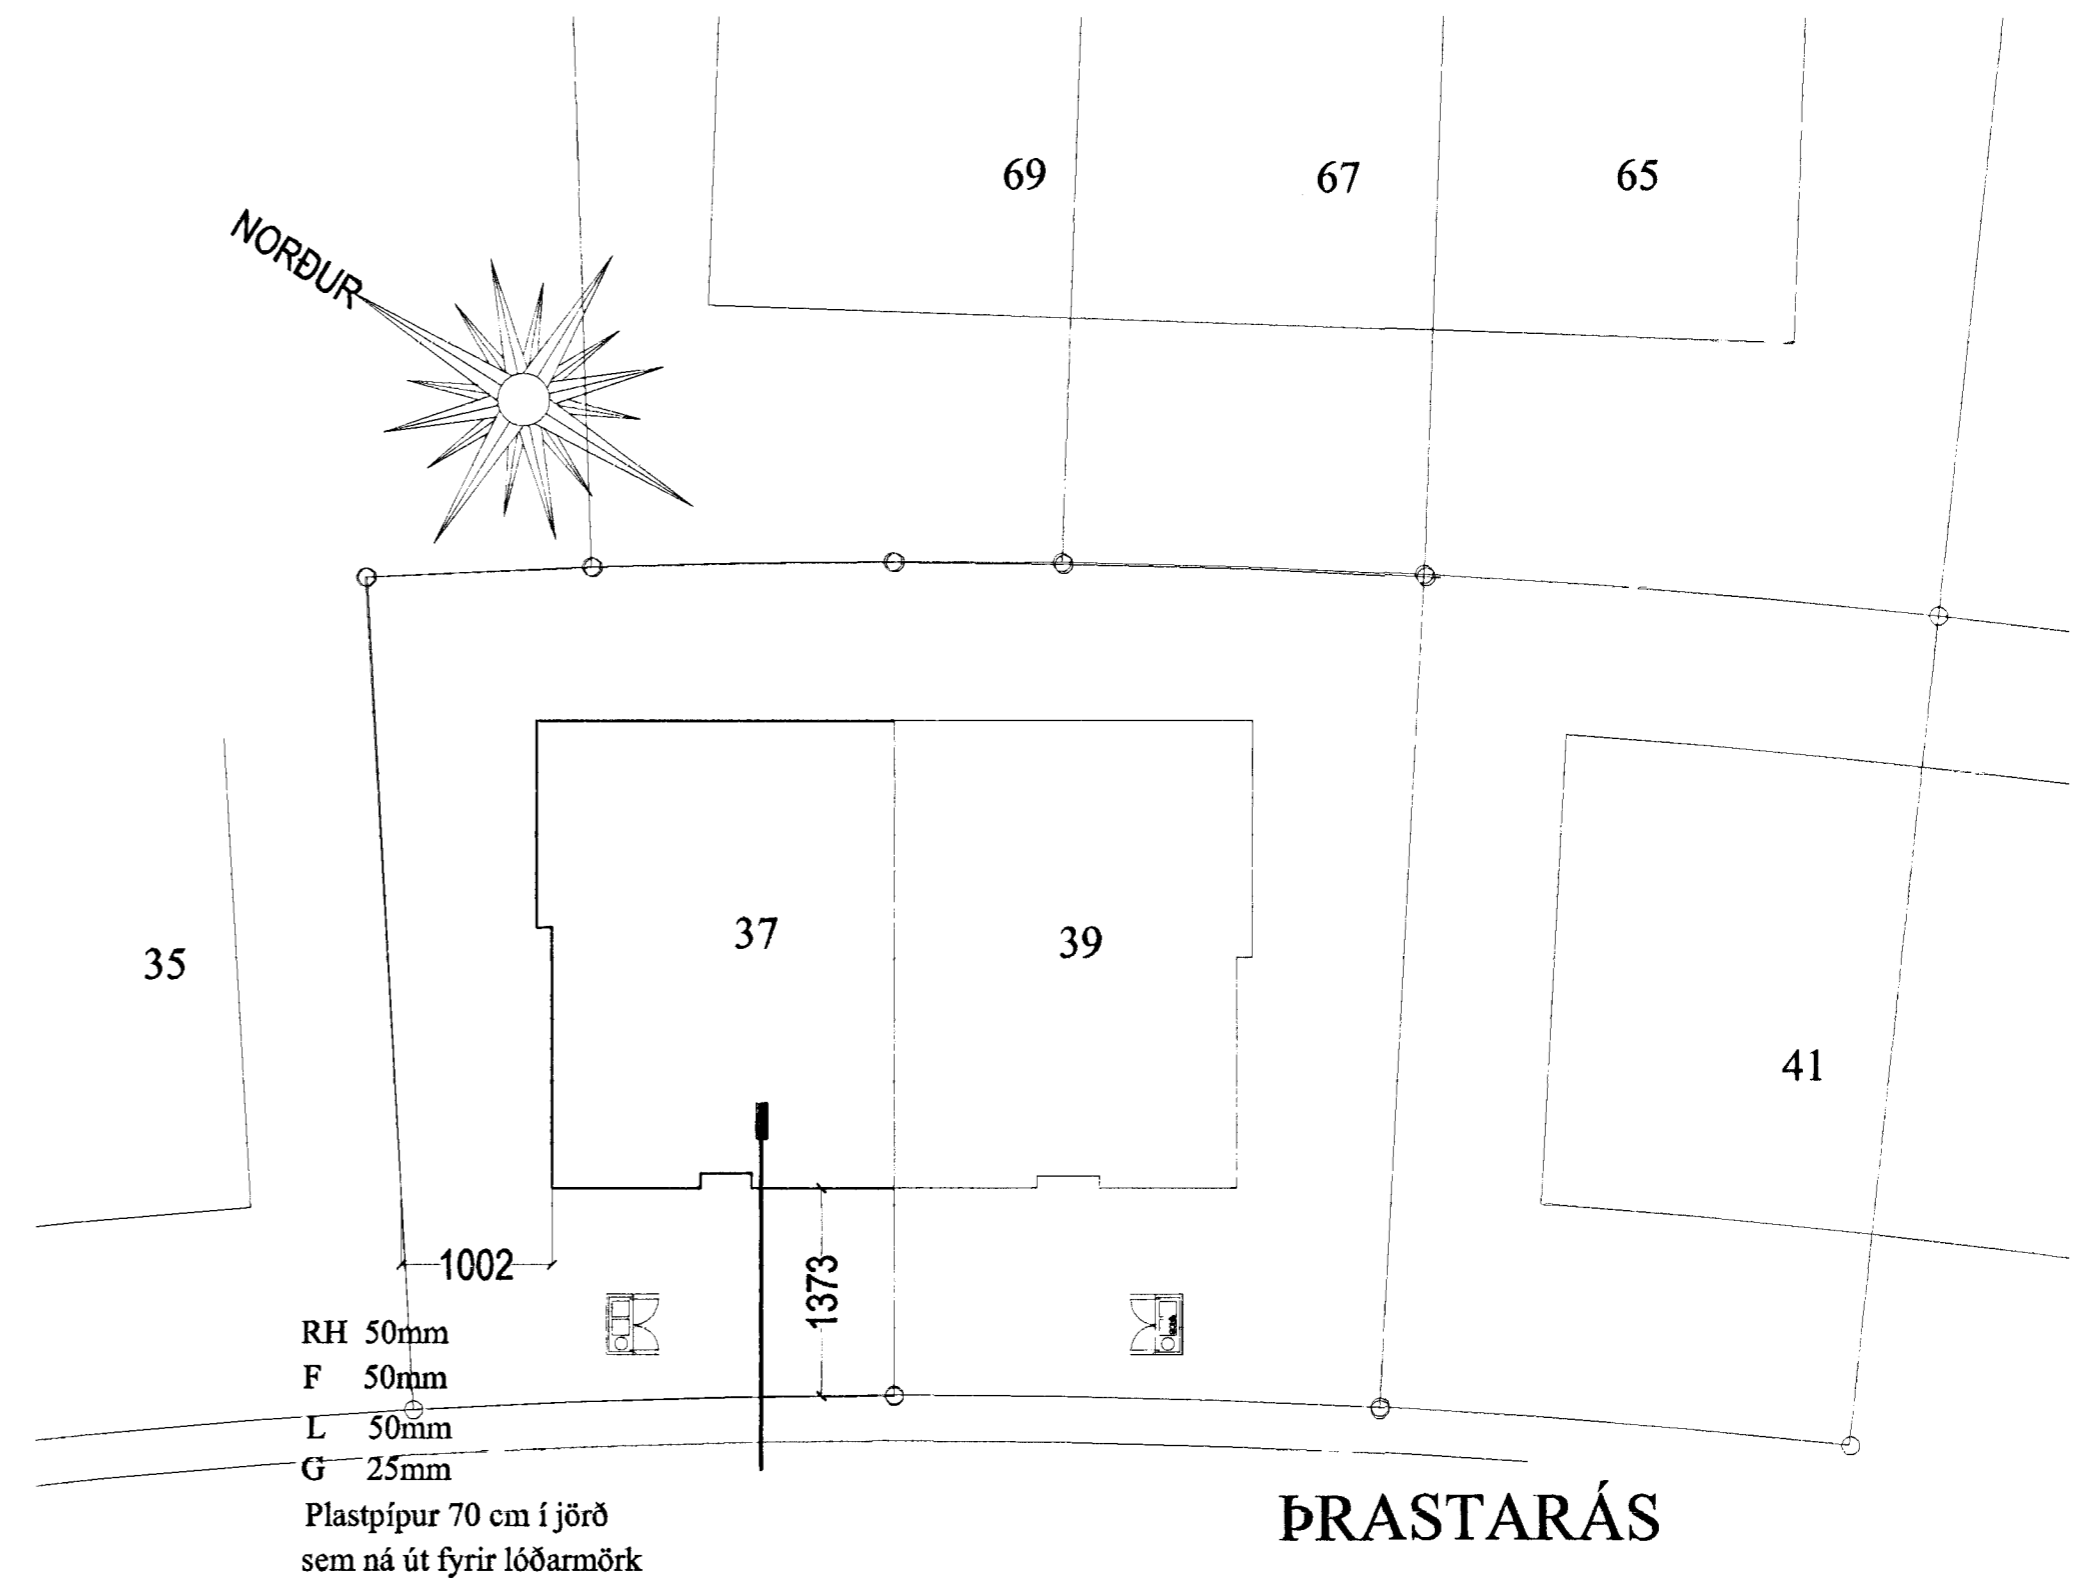 69
67
65
NORÐUR
37
39
35
41
1002
1373
RH 50mm
F 50mm
L 50mm
G 25mm
Plastpípur 70 cm í jörð
sem ná út fyrir lóðarmörk
ÞRASTARÁS